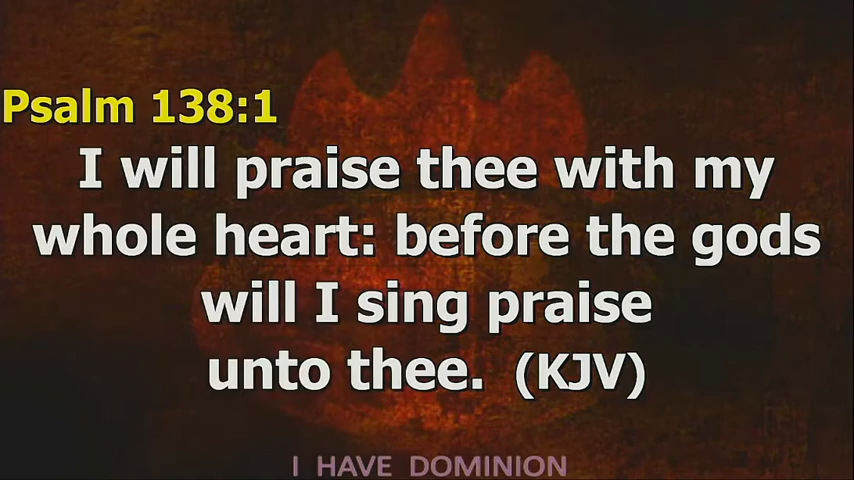 Psalm 138:1
I will praise thee with my
whole heart: before the gods
will I sing praise
unto thee. (KJV)
I HAVE DOMINION